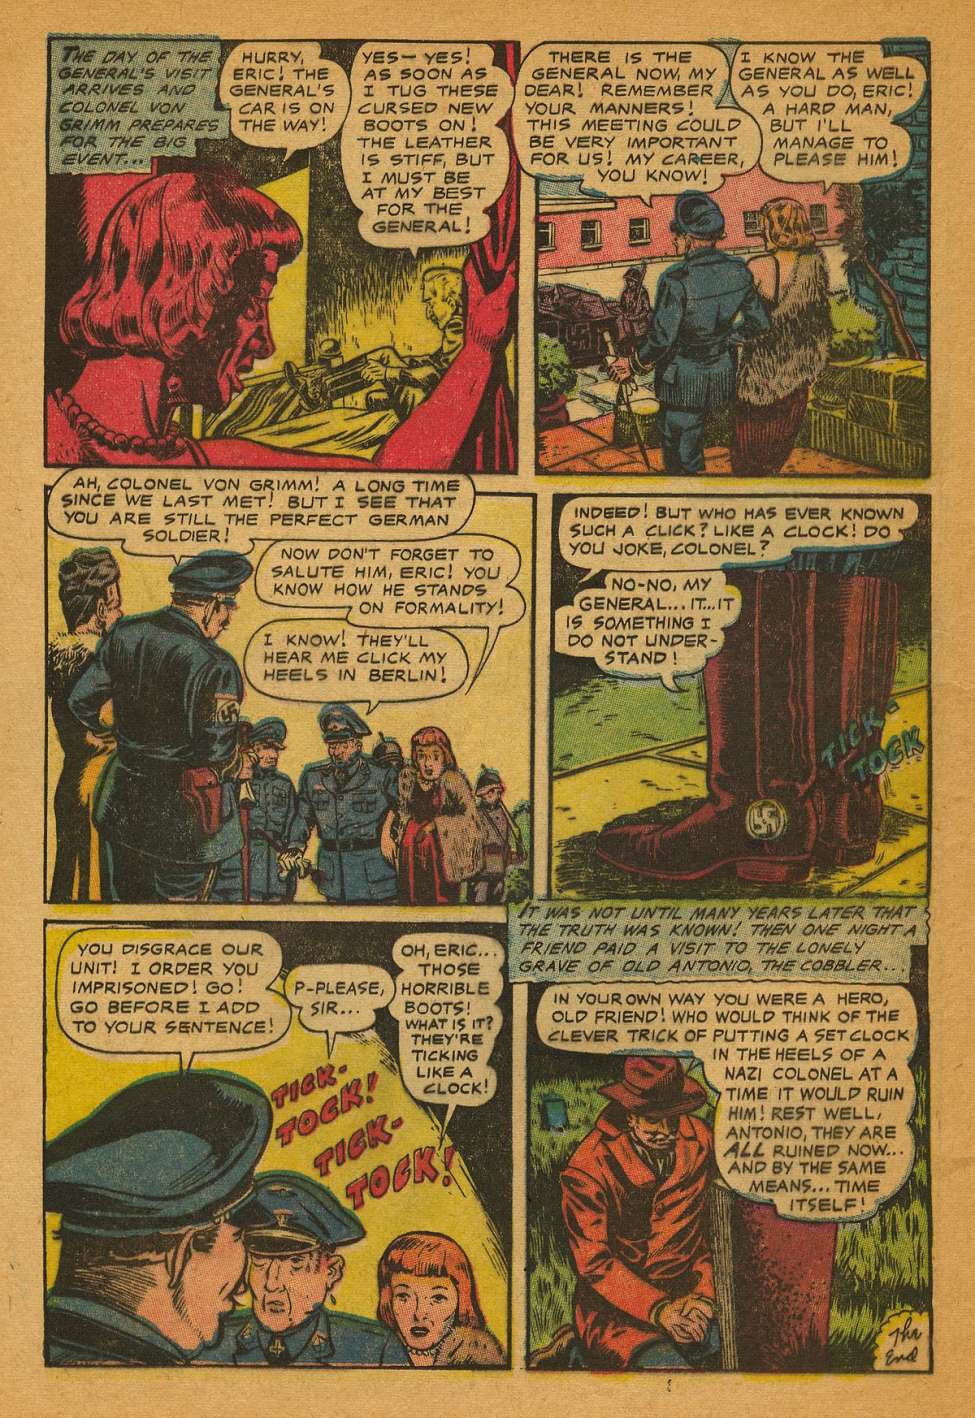 THE DAY OF THE
GENERAL'S VISIT
ARRIVES AND
COLONEL VON
GRIMM PREPARES
FOR THE BIG
EVENT...
HURRY,
ERIC! THE
GENERAL'S
CAR IS ON
THE WAY!
YES-YES!
AS SOON AS
I TUG THESE
CURSED NEW
BOOTS ON!
THE LEATHER
IS STIFF, BUT
I MUST BE
AT MY BEST
FOR THE
GENERAL!
THERE IS THE
GENERAL NOW, MY
DEAR! REMEMBER
YOUR MANNERS!
THIS MEETING COULD
BE VERY IMPORTANT
FOR US! MY CAREER,
YOU KNOW!
I KNOW THE
GENERAL AS WELL
AS YOU DO, ERIC!
A HARD MAN,
BUT I'LL
MANAGE TO
PLEASE HIM!
AH, COLONEL VON GRIMM! A LONG TIME
SINCE WE LAST MET! BUT I SEE THAT
YOU ARE STILL THE PERFECT GERMAN
SOLDIER!
NOW DON'T FORGET TO
SALUTE HIM, ERIC! YOU
KNOW HOW HE STANDS
ON FORMALITY!
I KNOW! THEY'LL
HEAR ME CLICK MY
HEELS IN BERLIN!
INDEED! BUT WHO HAS EVER KNOWN
SUCH A CLICK? LIKE A CLOCK! DO
YOU JOKE, COLONEL?
NO-NO, MY
GENERAL... IT...IT
IS SOMETHING I
DO NOT UNDER-
STAND!
TICK-
TOCK
YOU DISGRACE OUR
UNIT! I ORDER YOU
IMPRISONED! GO!
GO BEFORE I ADD
TO YOUR SENTENCE!
P-PLEASE,
SIR...
OH, ERIC...
THOSE
HORRIBLE
BOOTS!
WHAT IS IT?
THEY'RE
TICKING
LIKE A
CLOCK!
TICK-
TOCK!
TICK-
TOCK!
IT WAS NOT UNTIL MANY YEARS LATER THAT
THE TRUTH WAS KNOWN! THEN ONE NIGHT A
FRIEND PAID A VISIT TO THE LONELY
GRAVE OF OLD ANTONIO, THE COBBLER...
IN YOUR OWN WAY YOU WERE A HERO,
OLD FRIEND! WHO WOULD THINK OF THE
CLEVER TRICK OF PUTTING A SET CLOCK
IN THE HEELS OF A
NAZI COLONEL AT A
TIME IT WOULD RUIN
HIM! REST WELL,
ANTONIO, THEY ARE
ALL RUINED NOW...
AND BY THE SAME
MEANS... TIME
ITSELF!
The
End